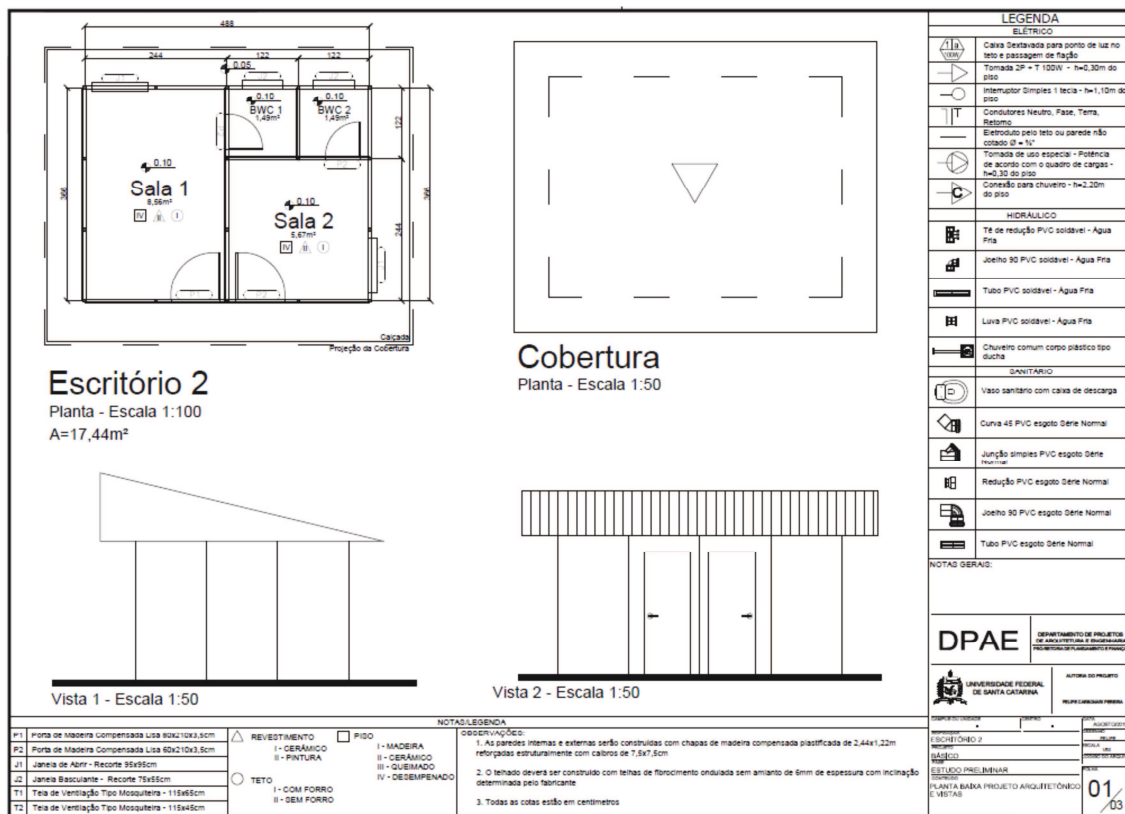 488
244
122
122
0.05
0.10
BWC 1
1,49m²
0.10
BWC 2
1,49m²
122
P2
366
0.10
Sala 1
8,56m²
IV
II
I
0.10
Sala 2
5,67m²
IV
II
I
244
366
P1
P2
Calçada
Projeção da Cobertura
Escritório 2
Planta - Escala 1:100
A=17,44m²
Cobertura
Planta - Escala 1:50
Vista 1 - Escala 1:50
Vista 2 - Escala 1:50
LEGENDA
ELÉTRICO
1 a
100W
Caixa Sextavada para ponto de luz no
teto e passagem de fiação
Tomada 2P + T 100W - h=0,30m do
piso
Interruptor Simples 1 tecla - h=1,10m do
piso
Condutores Neutro, Fase, Terra,
Retorno
Eletroduto pelo teto ou parede não
cotado Ø = ¾"
Tomada de uso especial - Potência
de acordo com o quadro de cargas -
h=0,30 do piso
C
Conexão para chuveiro - h=2,20m
do piso
HIDRÁULICO
Tê de redução PVC soldável - Água
Fria
Joelho 90 PVC soldável - Água Fria
Tubo PVC soldável - Água Fria
Luva PVC soldável - Água Fria
Chuveiro comum corpo plástico tipo
ducha
SANITÁRIO
Vaso sanitário com caixa de descarga
Curva 45 PVC esgoto Série Normal
Junção simples PVC esgoto Série
Normal
Redução PVC esgoto Série Normal
Joelho 90 PVC esgoto Série Normal
Tubo PVC esgoto Série Normal
NOTAS GERAIS:
DPAE
DEPARTAMENTO DE PROJETOS
DE ARQUITETURA E ENGENHARIA
UNIVERSIDADE FEDERAL
DE SANTA CATARINA
AUTORIA DO PROJETO
ESCRITÓRIO 2
BÁSICO
ESTUDO PRELIMINAR
PLANTA BAIXA PROJETO ARQUITETÔNICO
E VISTAS
01/03
NOTAS/LEGENDA
P1 Porta de Madeira Compensada Lisa 80x210x3,5cm
P2 Porta de Madeira Compensada Lisa 60x210x3,5cm
J1 Janela de Abrir - Recorte 95x95cm
J2 Janela Basculante - Recorte 75x55cm
T1 Tela de Ventilação Tipo Mosquiteira - 115x65cm
T2 Tela de Ventilação Tipo Mosquiteira - 115x45cm
REVESTIMENTO
I - CERÂMICO
II - PINTURA
TETO
I - COM FORRO
II - SEM FORRO
PISO
I - MADEIRA
II - CERÂMICO
III - QUEIMADO
IV - DESEMPENADO
OBSERVAÇÕES:
1. As paredes internas e externas serão construídas com chapas de madeira compensada plastificada de 2,44x1,22m
reforçadas estruturalmente com caibros de 7,5x7,5cm
2. O telhado deverá ser construído com telhas de fibrocimento ondulada sem amianto de 6mm de espessura com inclinação
determinada pelo fabricante
3. Todas as cotas estão em centímetros